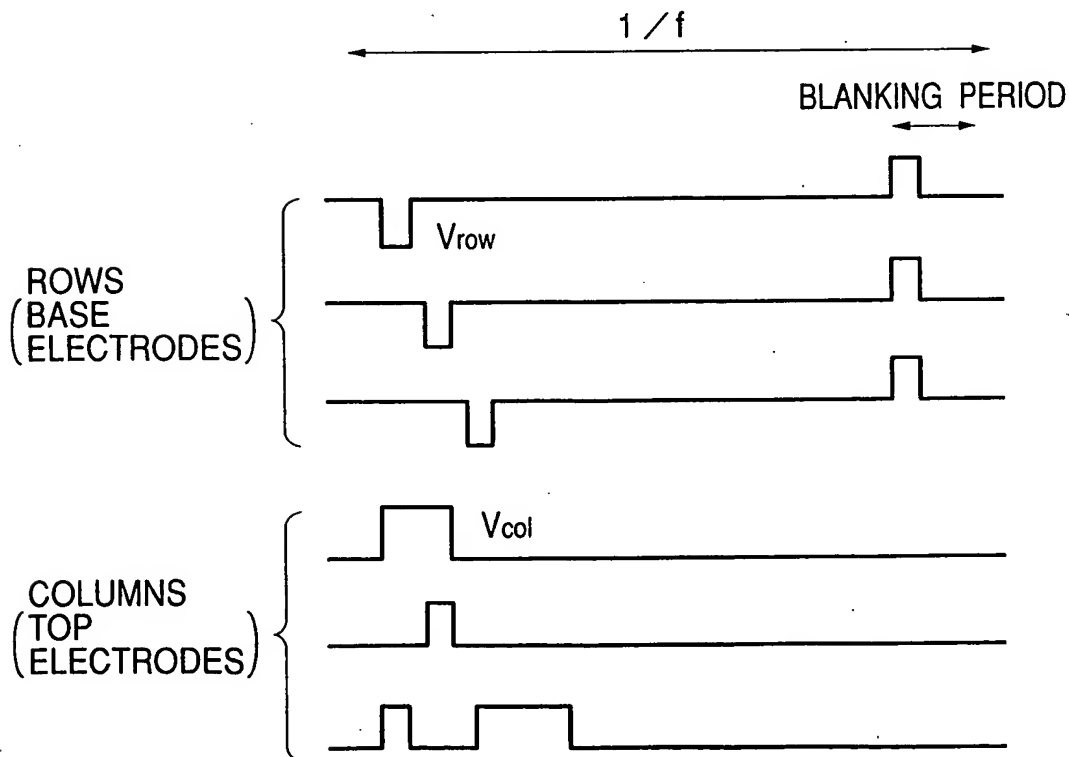 1/f
BLANKING PERIOD
Vrow
ROWS
(BASE
ELECTRODES)
Vcol
COLUMNS
(TOP
ELECTRODES)